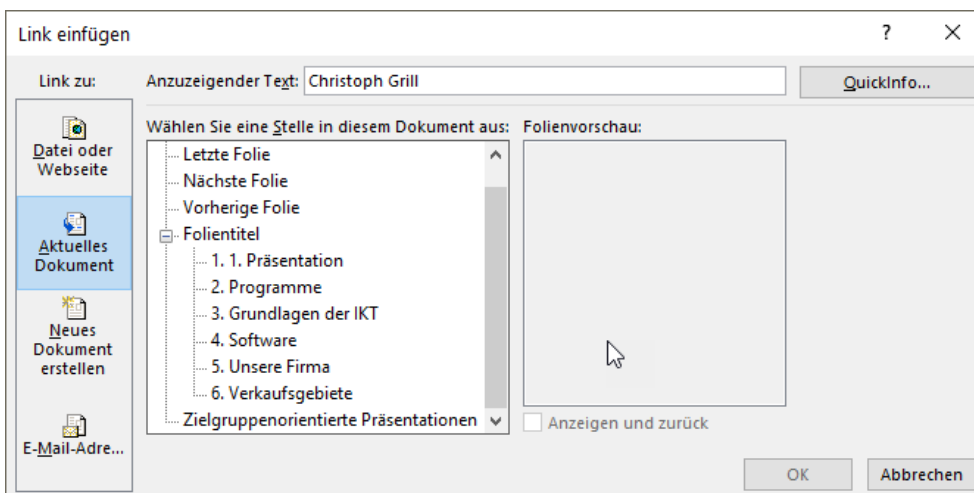 Link einfügen
?
Link zu:
Anzuzeigender Text: Christoph Grill
QuickInfo...
Datei oder
Webseite
Aktuelles
Dokument
Neues
Dokument
erstellen
E-Mail-Adre...
Wählen Sie eine Stelle in diesem Dokument aus:
Letzte Folie
Nächste Folie
Vorherige Folie
Folientitel
1. 1. Präsentation
2. Programme
3. Grundlagen der IKT
4. Software
5. Unsere Firma
6. Verkaufsgebiete
Zielgruppenorientierte Präsentationen
Folienvorschau:
Anzeigen und zurück
OK
Abbrechen